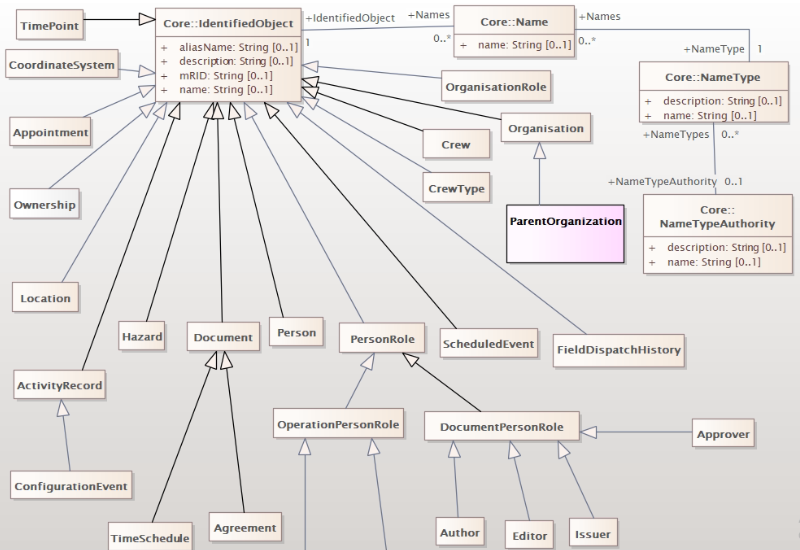 TimePoint
Core::IdentifiedObject
+ aliasName: String [0..1]
+ description: String [0..1]
+ mRID: String [0..1]
+ name: String [0..1]
+IdentifiedObject
1
+Names
0..*
Core::Name
+ name: String [0..1]
+Names
0..*
+NameType 1
Core::NameType
+ description: String [0..1]
+ name: String [0..1]
+NameTypes 0..*
+NameTypeAuthority 0..1
Core::
NameTypeAuthority
+ description: String [0..1]
+ name: String [0..1]
CoordinateSystem
OrganisationRole
Appointment
Organisation
Crew
CrewType
Ownership
ParentOrganization
Location
Hazard
Document
Person
PersonRole
ScheduledEvent
FieldDispatchHistory
ActivityRecord
OperationPersonRole
DocumentPersonRole
Approver
ConfigurationEvent
TimeSchedule
Agreement
Author
Editor
Issuer